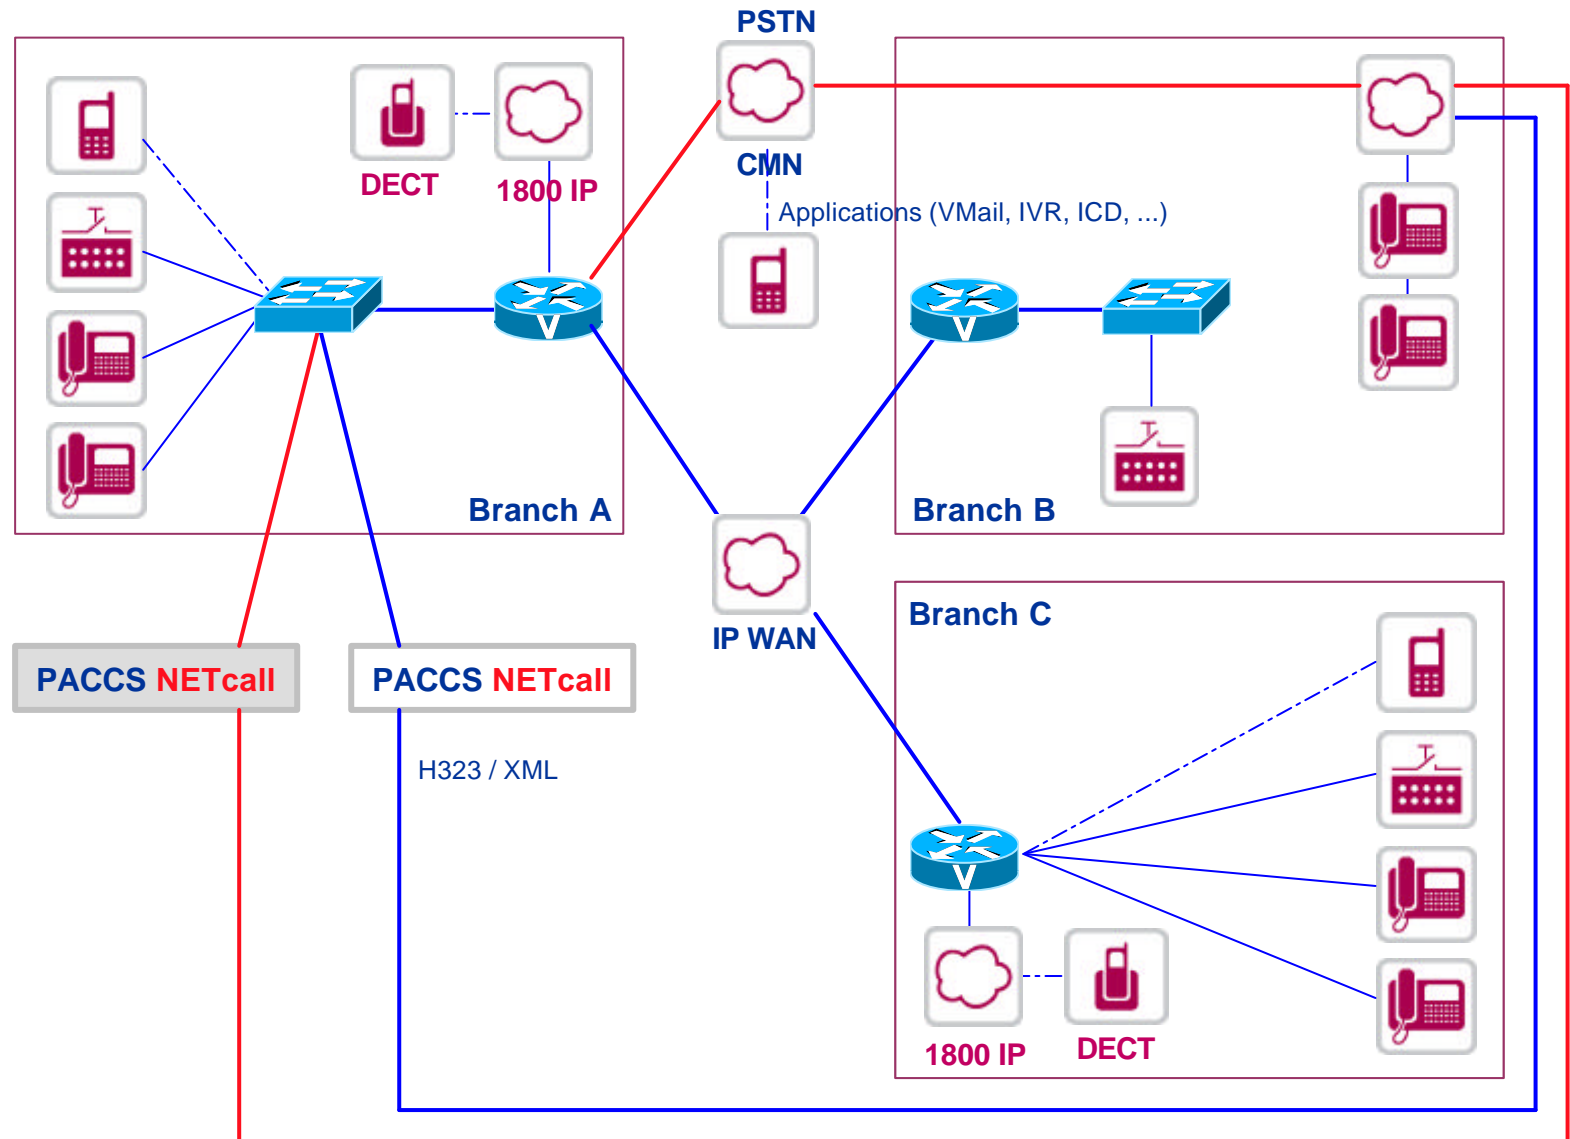 PSTN
DECT
1800 IP
CMN
Applications (VMail, IVR, ICD, ...)
V
V
Branch A
Branch B
IP WAN
Branch C
PACCS NETcall
PACCS NETcall
H323 / XML
V
1800 IP
DECT